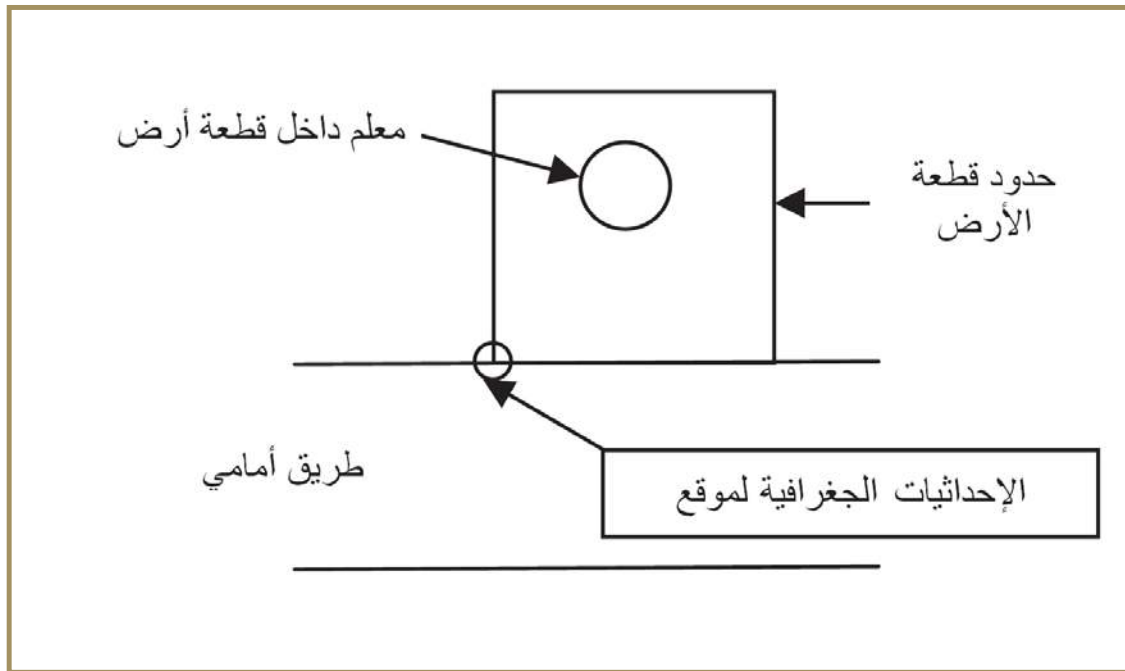 معلم داخل قطعة أرض
حدود قطعة
الأرض
طريق أمامي
الإحداثيات الجغرافية لموقع